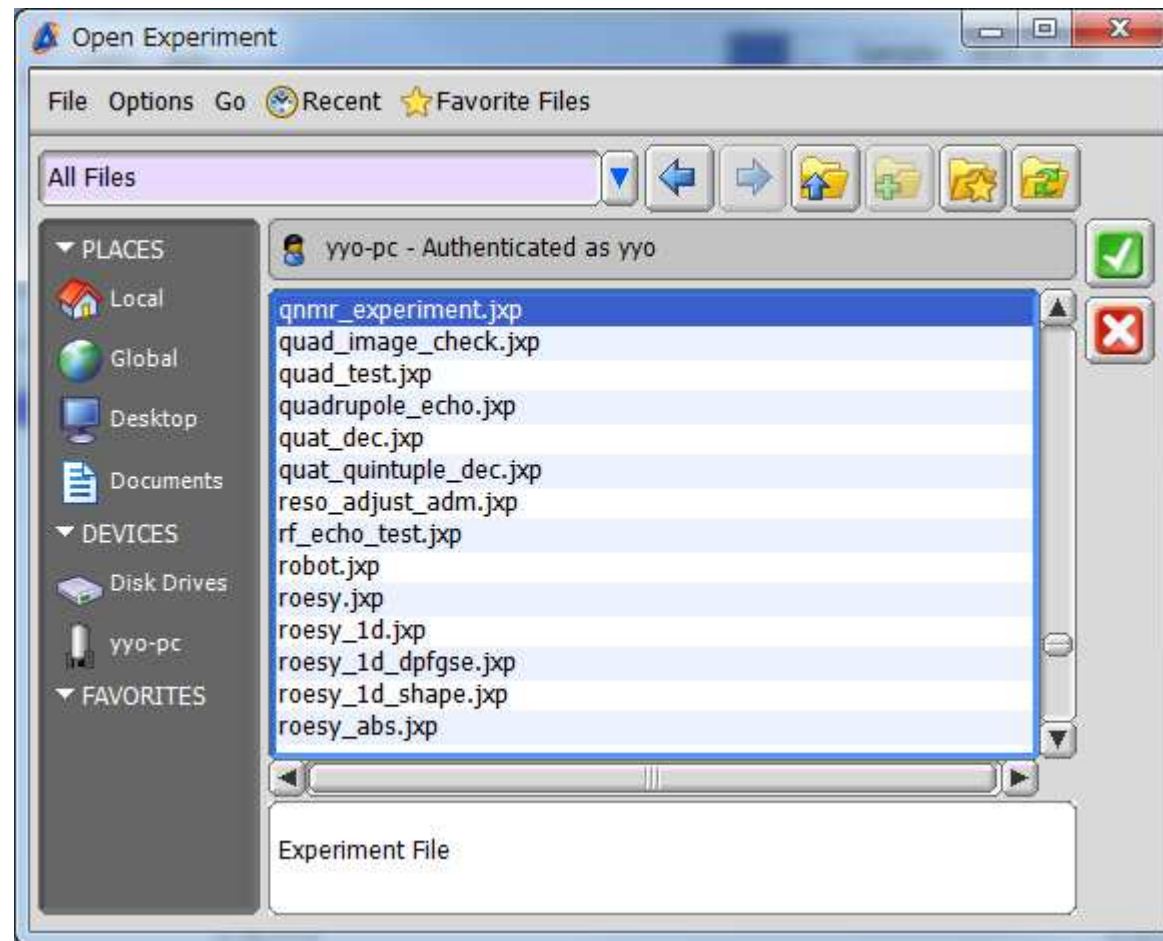 Open Experiment
File Options Go Recent Favorite Files
All Files
PLACES
Local
Global
Desktop
Documents
DEVICES
Disk Drives
yyo-pc
FAVORITES
yyo-pc - Authenticated as yyo
qnmr_experiment.jxp
quad_image_check.jxp
quad_test.jxp
quadrupole_echo.jxp
quat_dec.jxp
quat_quintuple_dec.jxp
reso_adjust_adm.jxp
rf_echo_test.jxp
robot.jxp
roesy.jxp
roesy_1d.jxp
roesy_1d_dpfgse.jxp
roesy_1d_shape.jxp
roesy_abs.jxp
Experiment File